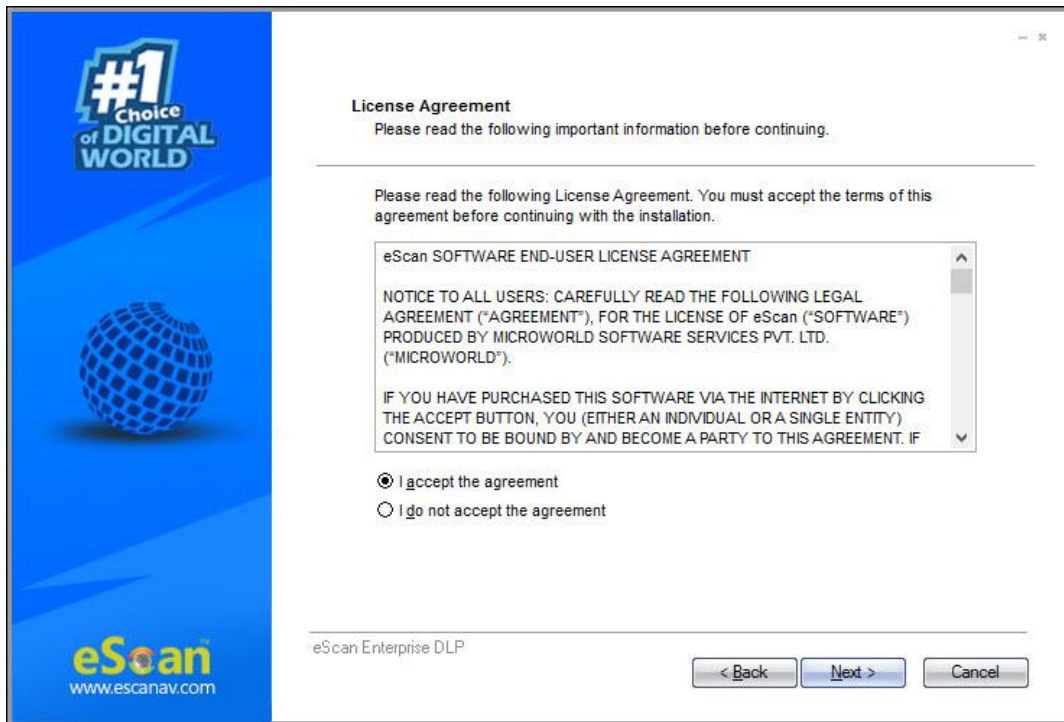 #1
Choice
of DIGITAL
WORLD
License Agreement
Please read the following important information before continuing.
Please read the following License Agreement. You must accept the terms of this
agreement before continuing with the installation.
eScan SOFTWARE END-USER LICENSE AGREEMENT
NOTICE TO ALL USERS: CAREFULLY READ THE FOLLOWING LEGAL
AGREEMENT (“AGREEMENT”), FOR THE LICENSE OF eScan (“SOFTWARE”)
PRODUCED BY MICROWORLD SOFTWARE SERVICES PVT. LTD.
(“MICROWORLD”).
IF YOU HAVE PURCHASED THIS SOFTWARE VIA THE INTERNET BY CLICKING
THE ACCEPT BUTTON, YOU (EITHER AN INDIVIDUAL OR A SINGLE ENTITY)
CONSENT TO BE BOUND BY AND BECOME A PARTY TO THIS AGREEMENT. IF
I accept the agreement
I do not accept the agreement
eScan™
www.escanav.com
eScan Enterprise DLP
< Back
Next >
Cancel